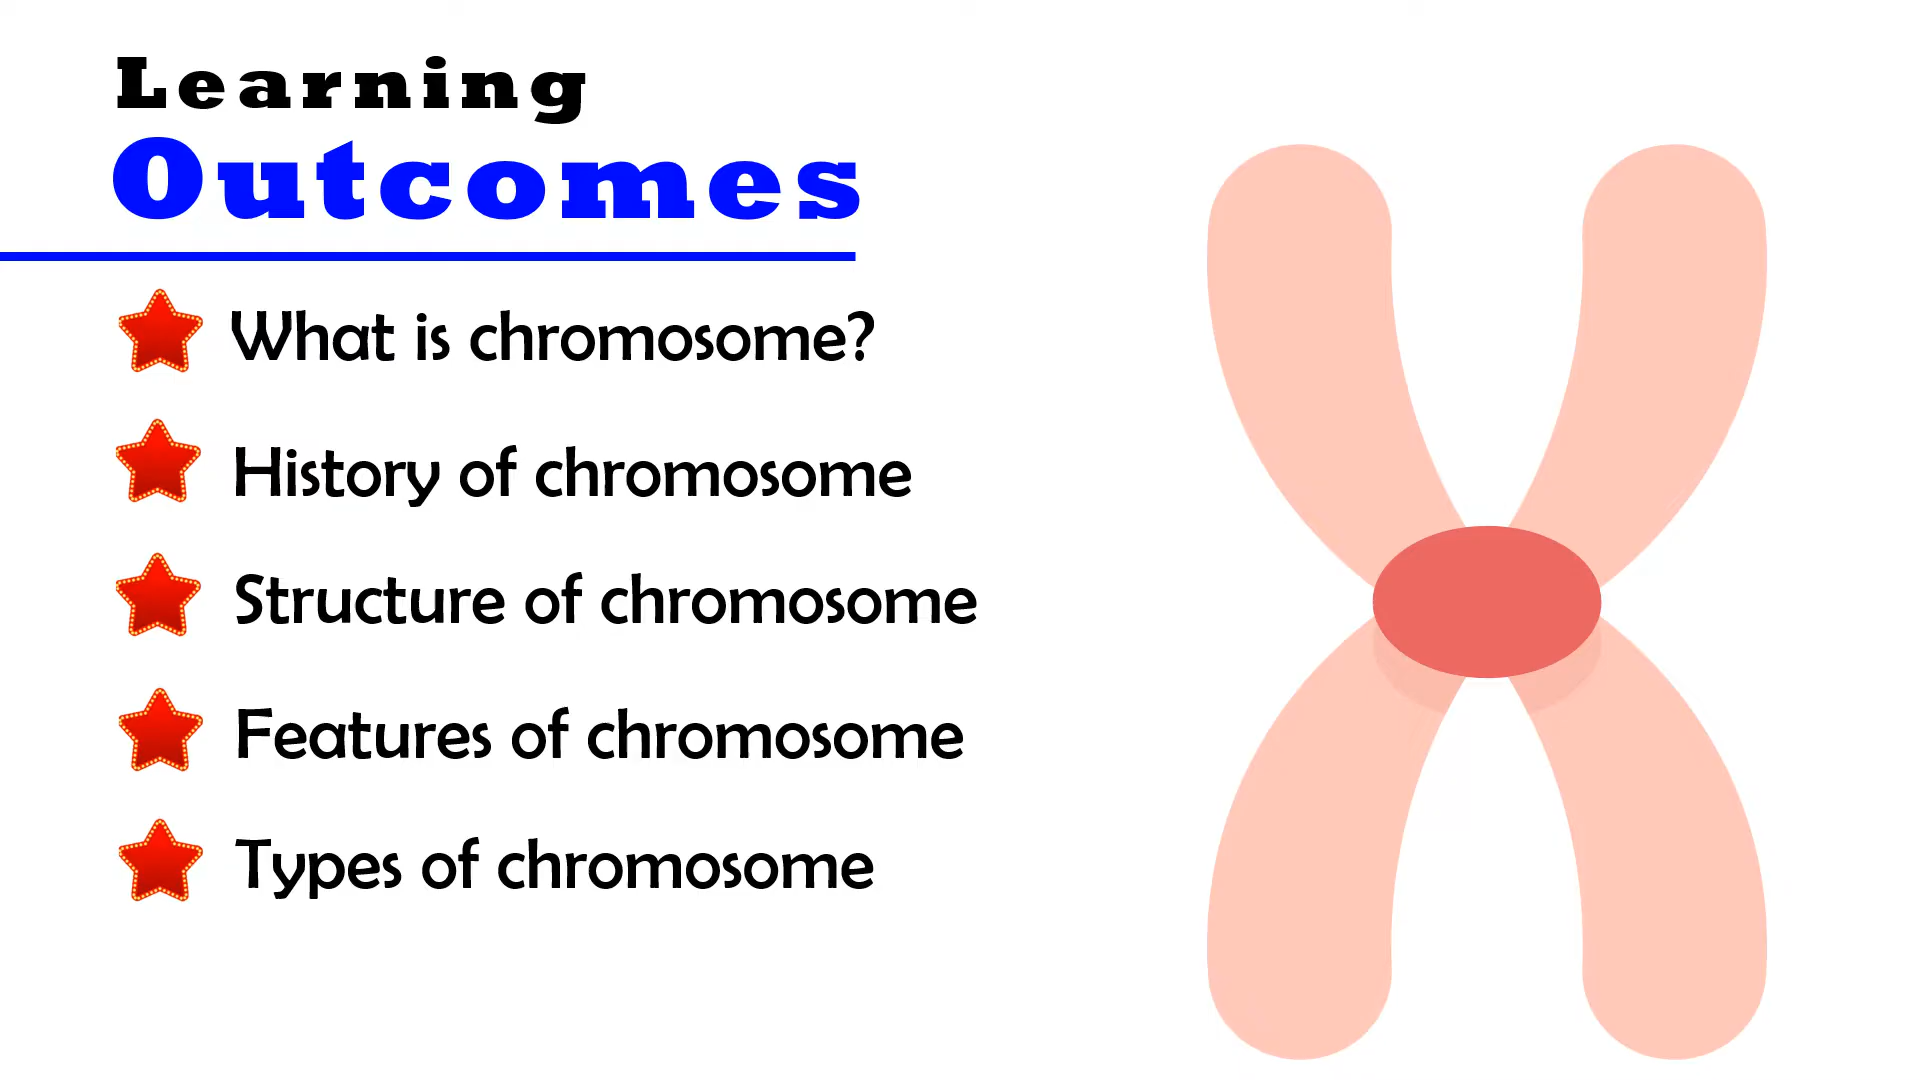 Learning
Outcomes
What is chromosome?
History of chromosome
Structure of chromosome
Features of chromosome
Types of chromosome